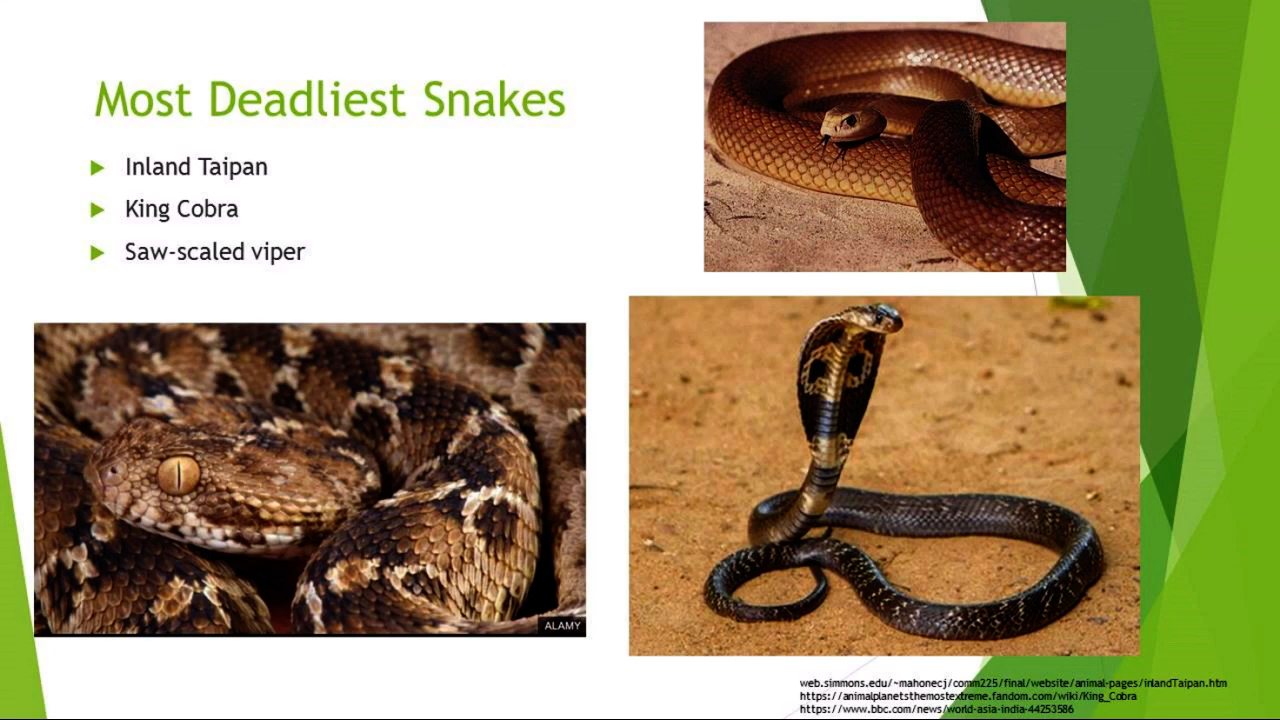 Most Deadliest Snakes
Inland Taipan
King Cobra
Saw-scaled viper
ALAMY
web.simmons.edu/~mahonecj/comm225/final/website/animal-pages/inlandTaipan.htm
https://animalplanetsthemostextreme.fandom.com/wiki/King_Cobra
https://www.bbc.com/news/world-asia-india-44253586